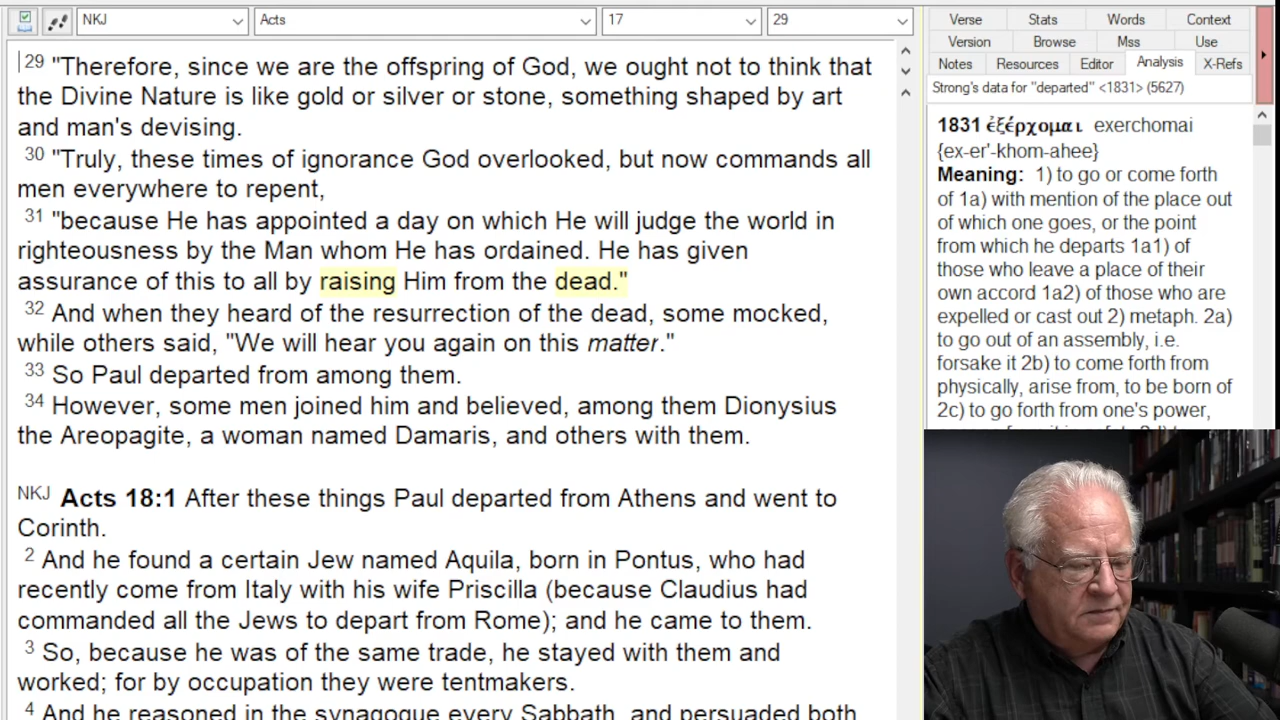 NKJ Acts 17 29
29 "Therefore, since we are the offspring of God, we ought not to think that
the Divine Nature is like gold or silver or stone, something shaped by art
and man's devising.
30 "Truly, these times of ignorance God overlooked, but now commands all
men everywhere to repent,
31 "because He has appointed a day on which He will judge the world in
righteousness by the Man whom He has ordained. He has given
assurance of this to all by raising Him from the dead."
32 And when they heard of the resurrection of the dead, some mocked,
while others said, "We will hear you again on this matter."
33 So Paul departed from among them.
34 However, some men joined him and believed, among them Dionysius
the Areopagite, a woman named Damaris, and others with them.
NKJ Acts 18:1 After these things Paul departed from Athens and went to
Corinth.
2 And he found a certain Jew named Aquila, born in Pontus, who had
recently come from Italy with his wife Priscilla (because Claudius had
commanded all the Jews to depart from Rome); and he came to them.
3 So, because he was of the same trade, he stayed with them and
worked; for by occupation they were tentmakers.
4 And he reasoned in the synagogue every Sabbath, and persuaded both
Verse Stats Words Context
Version Browse Mss Use
Notes Resources Editor Analysis X-Refs
Strong's data for "departed" <1831> (5627)
1831 ἐξέρχομαι exerchomai
{ex-er'-khom-ahee}
Meaning: 1) to go or come forth
of 1a) with mention of the place out
of which one goes, or the point
from which he departs 1a1) of
those who leave a place of their
own accord 1a2) of those who are
expelled or cast out 2) metaph. 2a)
to go out of an assembly, i.e.
forsake it 2b) to come forth from
physically, arise from, to be born of
2c) to go forth from one's power,